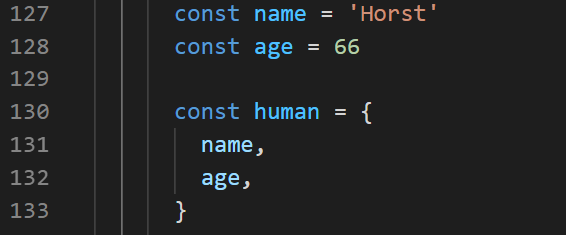 127 const name = 'Horst'
128 const age = 66
129
130 const human = {
131 name,
132 age,
133 }